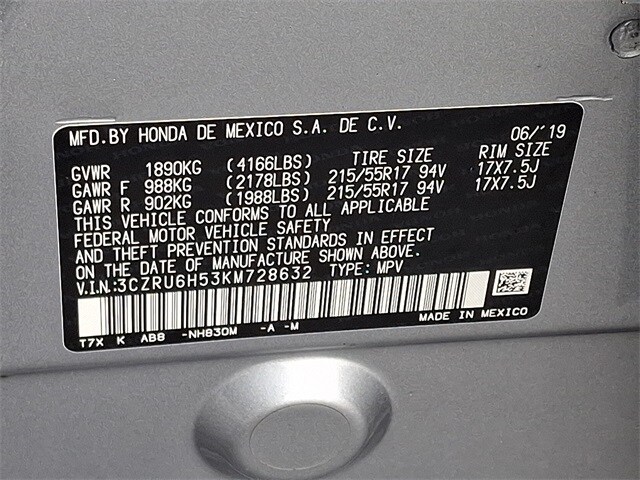 MFD.BY HONDA DE MEXICO S.A. DE C.V. 06/'19
GVWR 1890KG (4166LBS) TIRE SIZE RIM SIZE
GAWR F 988KG (2178LBS) 215/55R17 94V 17X7.5J
GAWR R 902KG (1988LBS) 215/55R17 94V 17X7.5J
THIS VEHICLE CONFORMS TO ALL APPLICABLE
FEDERAL MOTOR VEHICLE SAFETY
AND THEFT PREVENTION STANDARDS IN EFFECT
ON THE DATE OF MANUFACTURE SHOWN ABOVE.
V.I.N:3CZRU6H53KM728632 TYPE: MPV
T7X K AB8 -NH830M -A -M MADE IN MEXICO